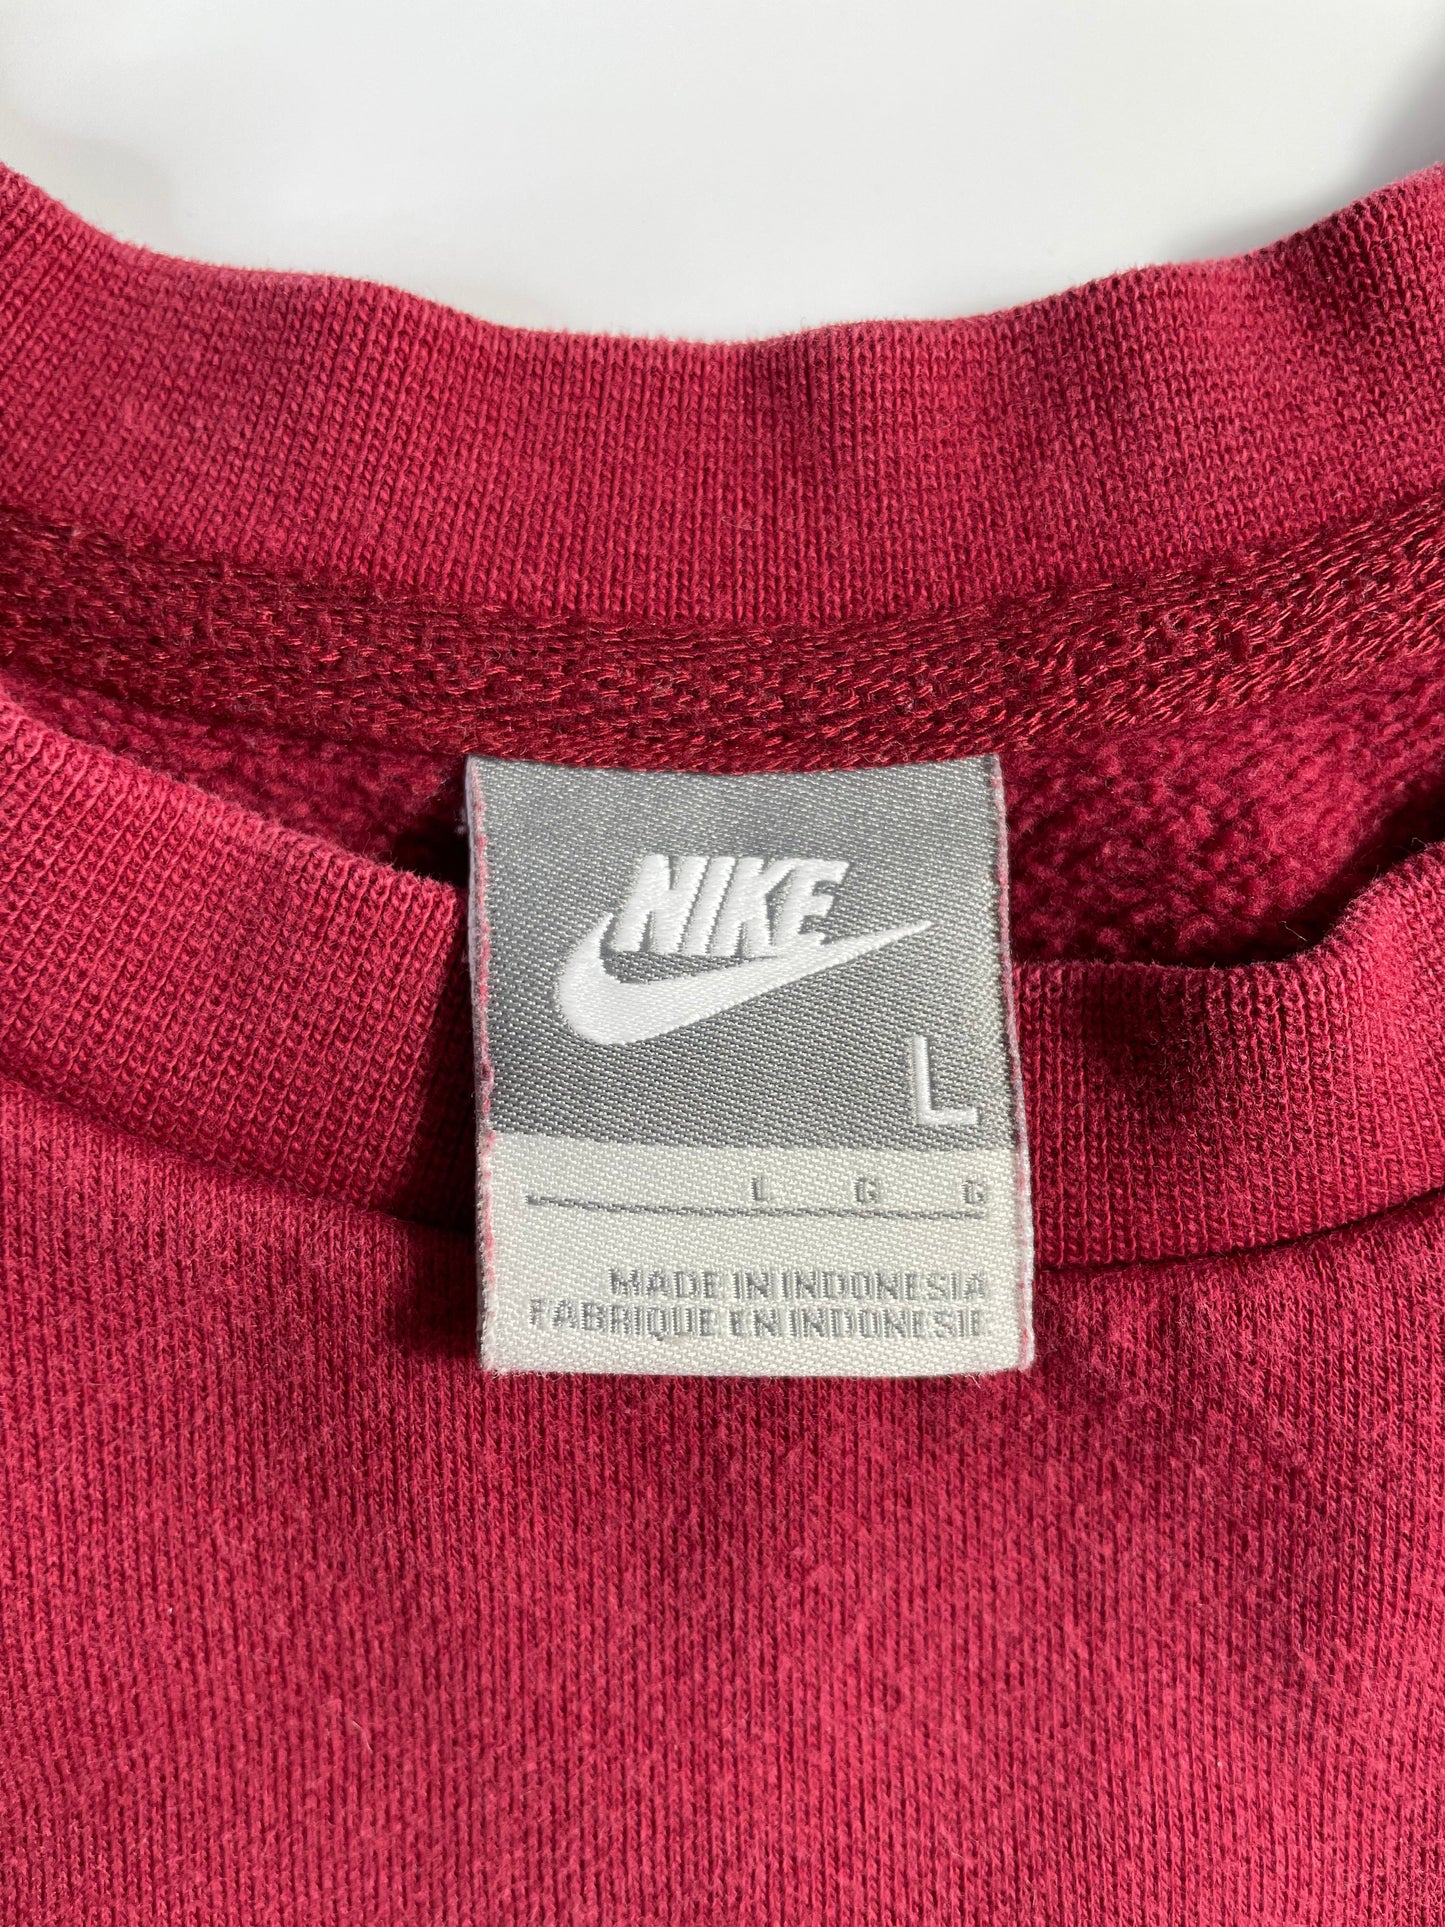 NIKE
L
L G G
MADE IN INDONESIA
FABRIQUE EN INDONESIE